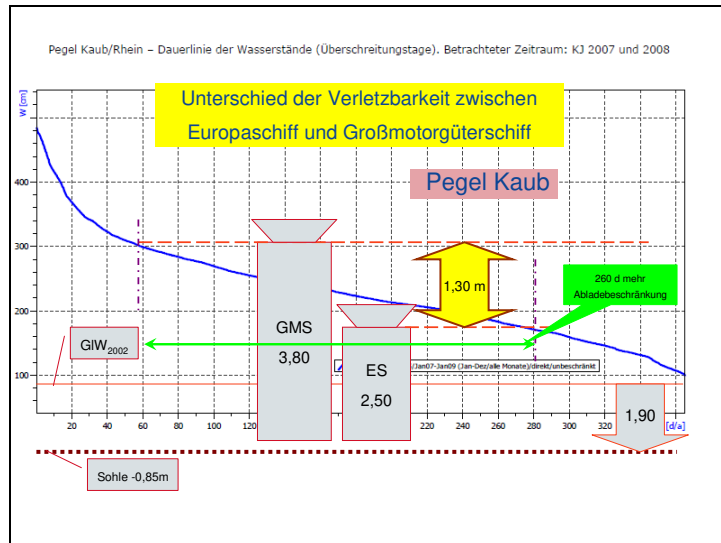 Pegel Kaub/Rhein – Dauerlinie der Wasserstände (Überschreitungstage). Betrachteter Zeitraum: KJ 2007 und 2008
W [cm]
Unterschied der Verletzbarkeit zwischen
Europaschiff und Großmotorgüterschiff
Pegel Kaub
400
300
200
100
1,30 m
260 d mehr
Abladebeschränkung
GMS
3,80
GlW2002
ES
2,50
/Jan07-Jan09 (Jan-Dez/alle Monate)/direkt/unbeschränkt
1,90
20 40 60 80 100 120 220 240 260 280 300 320 340
[d/a]
Sohle -0,85m